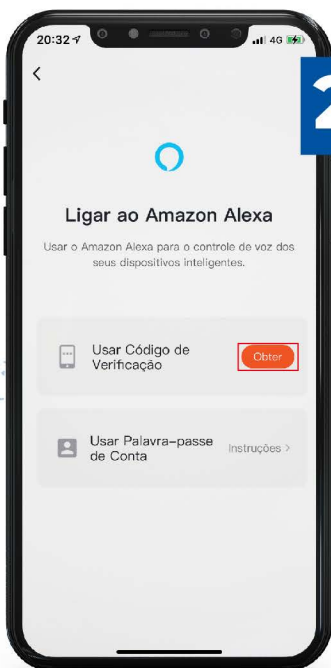 20:32 4G
2
Ligar ao Amazon Alexa
Usar o Amazon Alexa para o controle de voz dos
seus dispositivos inteligentes.
Usar Código de
Verificação
Obter
Usar Palavra-passe
de Conta
Instruções >